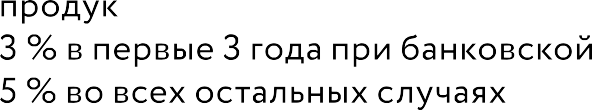 продук
3 % в первые 3 года при банковской
5 % во всех остальных случаях